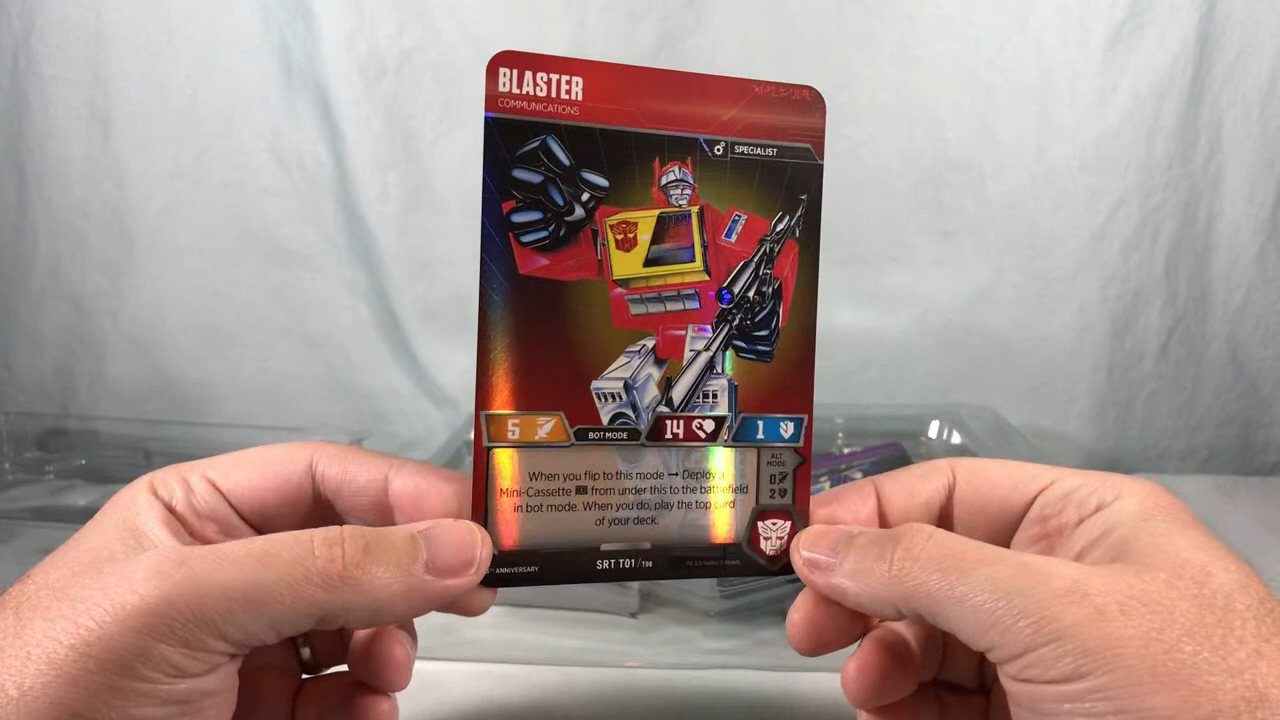 BLASTER
COMMUNICATIONS
SPECIALIST
5
BOT MODE
14
1
When you flip to this mode → Deploy a
Mini-Cassette from under this to the battlefield
in bot mode. When you do, play the top card
of your deck.
ALT
MODE
0
2
ANNIVERSARY
SRT T01/T08